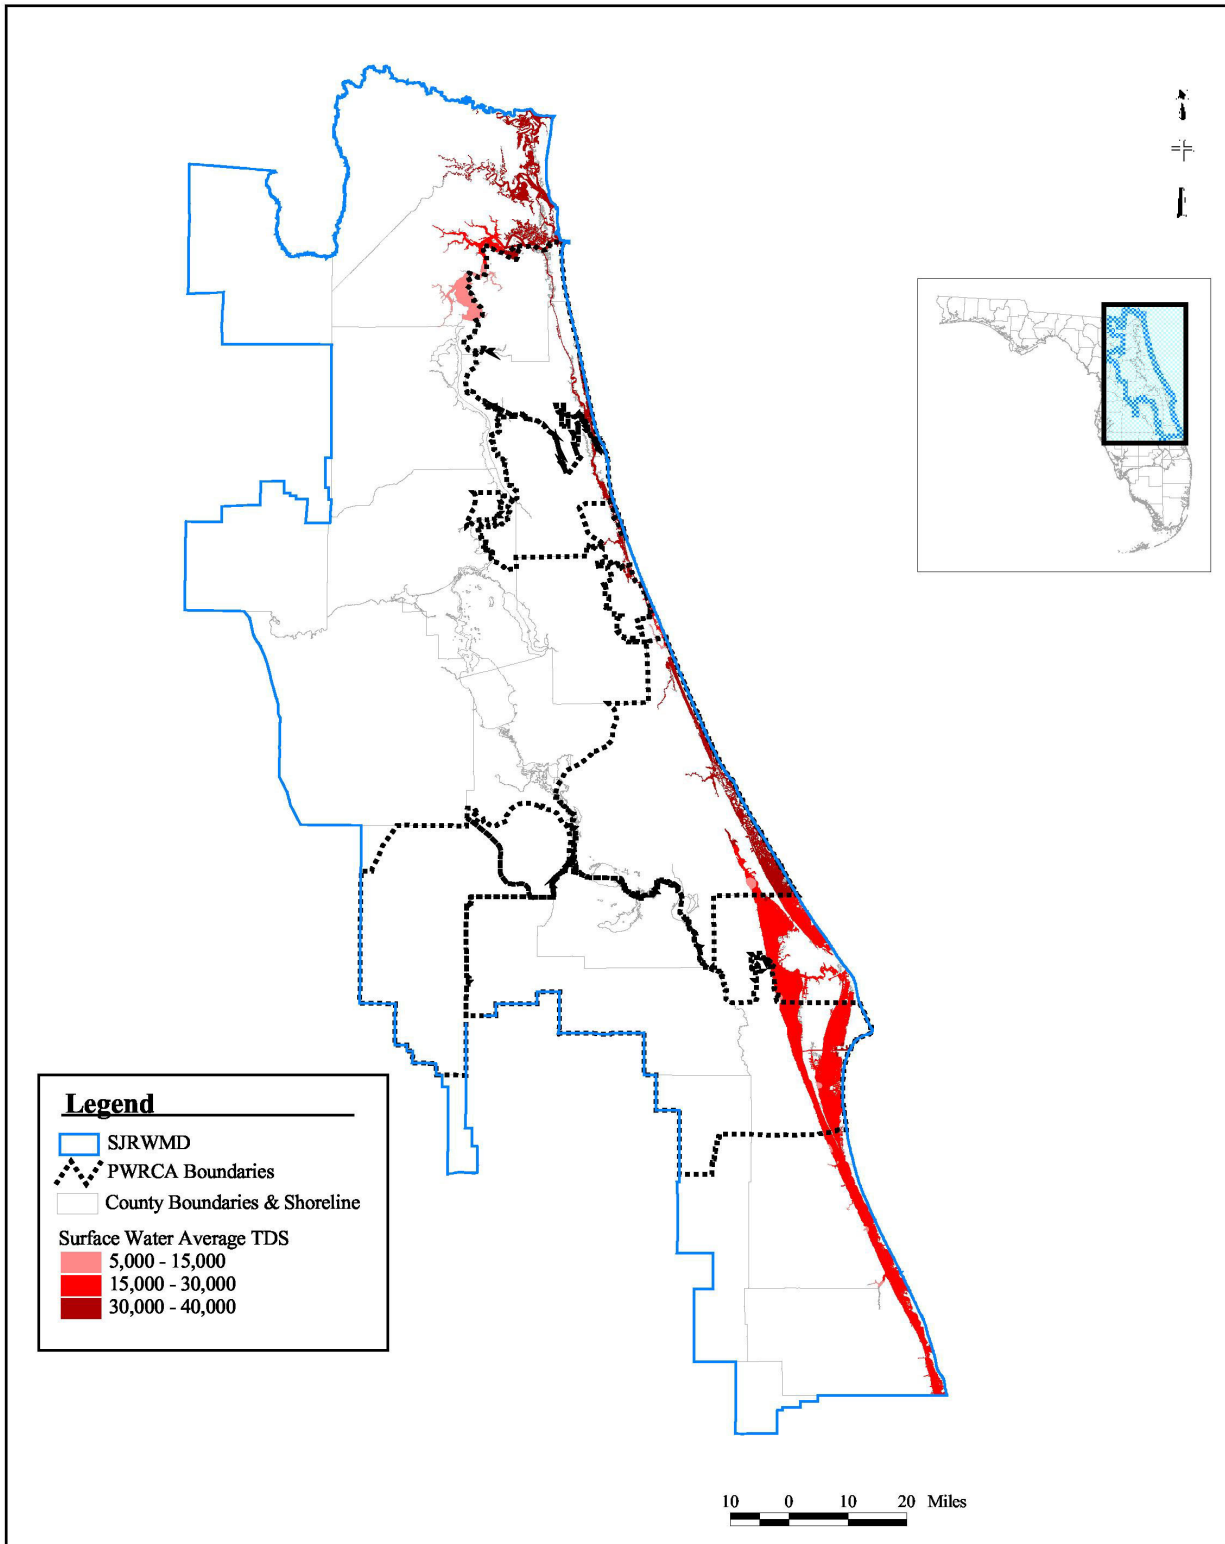 Legend
SJRWMD
PWRCA Boundaries
County Boundaries & Shoreline
Surface Water Average TDS
5,000 - 15,000
15,000 - 30,000
30,000 - 40,000
10 0 10 20 Miles